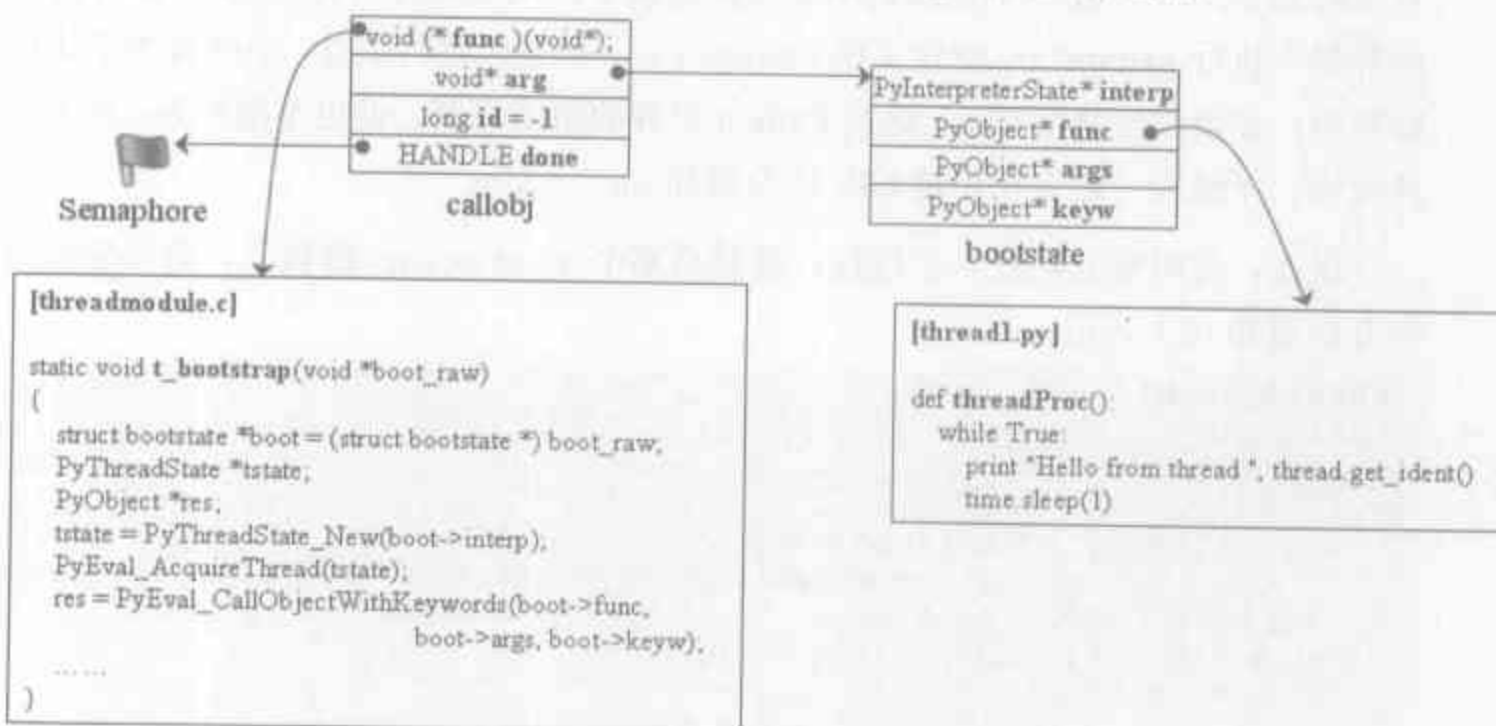 void (* func )(void*);
void* arg
long id = -1
HANDLE done
callobj
Semaphore
PyInterpreterState* interp
PyObject* func
PyObject* args
PyObject* keyw
bootstate
[threadmodule.c]
static void t_bootstrap(void *boot_raw)
{
struct bootstate *boot = (struct bootstate *) boot_raw;
PyThreadState *tstate;
PyObject *res;
tstate = PyThreadState_New(boot->interp);
PyEval_AcquireThread(tstate);
res = PyEval_CallObjectWithKeywords(boot->func,
boot->args, boot->keyw);
... ...
}
[thread1.py]
def threadProc():
while True:
print "Hello from thread ", thread.get_ident()
time.sleep(1)